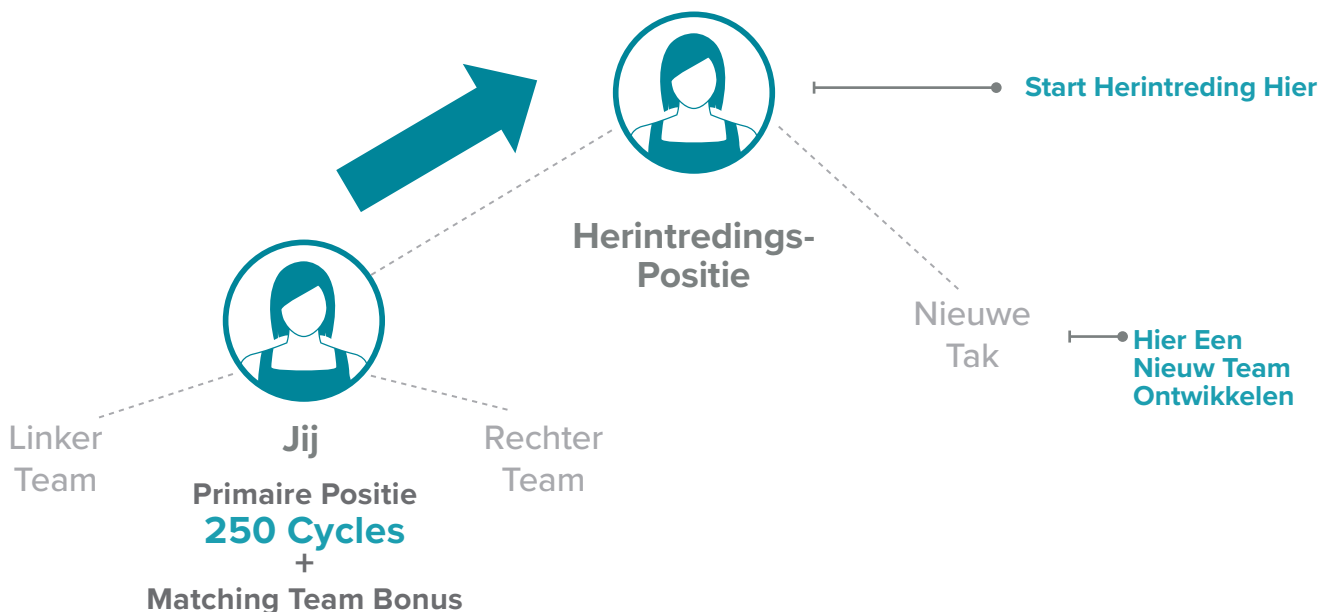 Start Herintreding Hier
Herintredings-
Positie
Nieuwe
Tak
Hier Een
Nieuw Team
Ontwikkelen
Linker
Team
Jij
Rechter
Team
Primaire Positie
250 Cycles
+
Matching Team Bonus